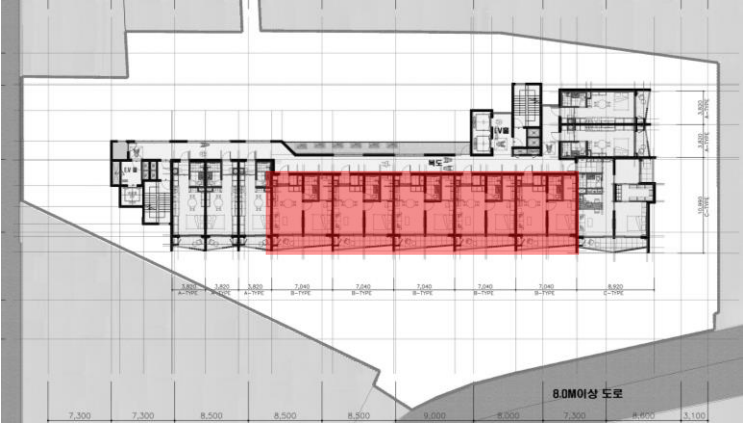 EV홀
EV홀
복도
3,820
A-TYPE
3,820
A-TYPE
10,990
C-TYPE
3,820 3,820 3,820 7,040 7,040 7,040 7,040 7,040 8,920
A-TYPE A-TYPE A-TYPE B-TYPE B-TYPE B-TYPE B-TYPE B-TYPE C-TYPE
8.0M이상 도로
7,300 7,300 8,500 8,500 8,500 9,000 8,000 7,300 8,600 3,100